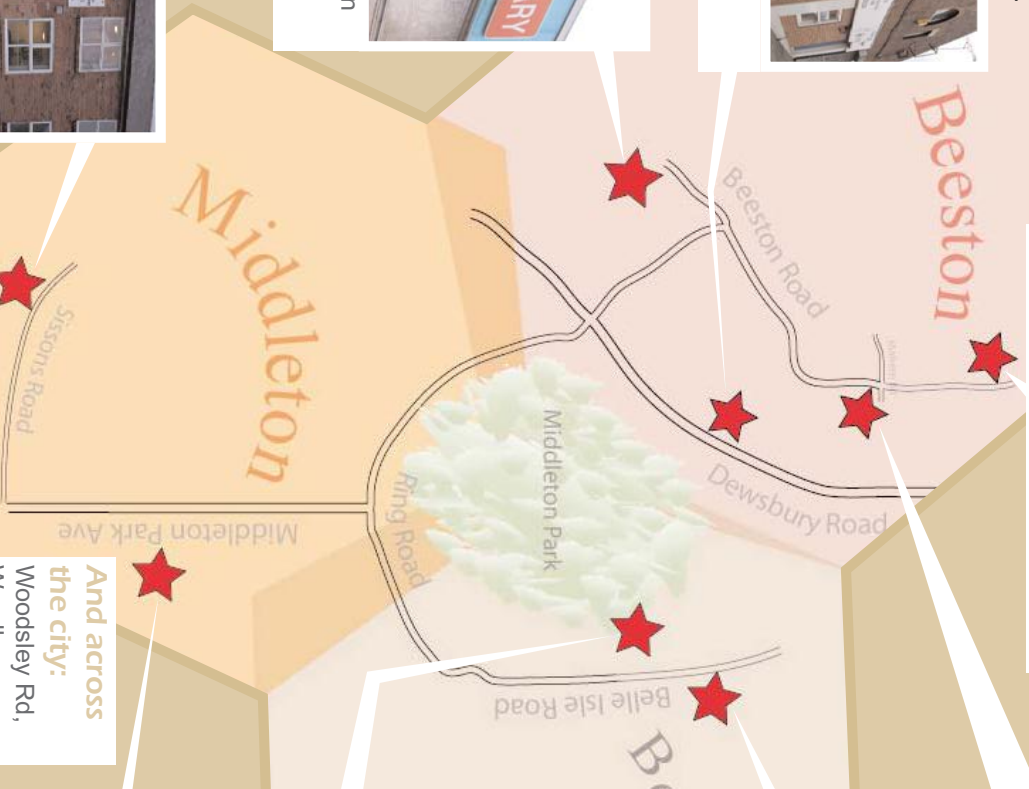 RY
Beeston
Beeston Road
Middleton
Sissons Road
Middleton Park
Dewsbury Road
Ring Road
Middleton Park Ave
Belle Isle Road
And across
the city:
Woodsley Rd,